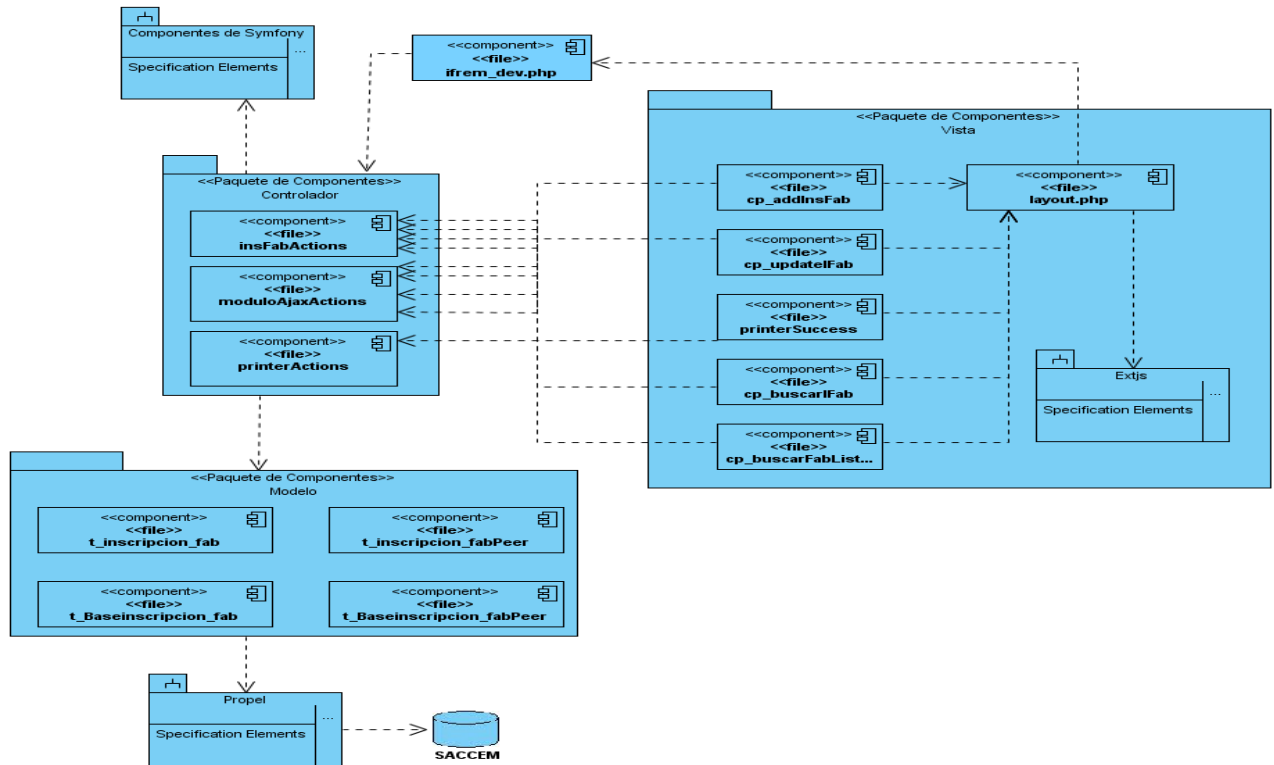 Componentes de Symfony
...
Specification Elements
<<component>>
<<file>>
ifrem_dev.php
<<Paquete de Componentes>>
Controlador
<<component>>
<<file>>
insFabActions
<<component>>
<<file>>
moduloAjaxActions
<<component>>
<<file>>
printerActions
<<Paquete de Componentes>>
Vista
<<component>>
<<file>>
cp_addInsFab
<<component>>
<<file>>
layout.php
<<component>>
<<file>>
cp_updateIFab
<<component>>
<<file>>
printerSuccess
<<component>>
<<file>>
cp_buscarIFab
<<component>>
<<file>>
cp_buscarFabList...
Extjs
...
Specification Elements
<<Paquete de Componentes>>
Modelo
<<component>>
<<file>>
t_inscripcion_fab
<<component>>
<<file>>
t_inscripcion_fabPeer
<<component>>
<<file>>
t_Baseinscripcion_fab
<<component>>
<<file>>
t_Baseinscripcion_fabPeer
Propel
...
Specification Elements
SACCEM